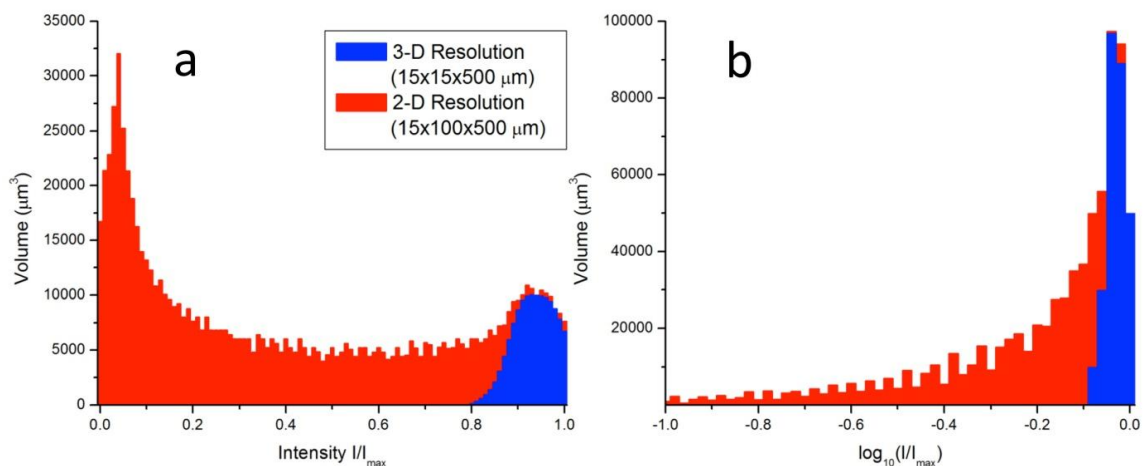 a
3-D Resolution
(15x15x500 μm)
2-D Resolution
(15x100x500 μm)
35000
30000
25000
20000
15000
10000
5000
0
Volume (μm³)
0.0 0.2 0.4 0.6 0.8 1.0
Intensity I/Imax
b
100000
80000
60000
40000
20000
Volume (μm³)
-1.0 -0.8 -0.6 -0.4 -0.2 0.0
log10(I/Imax)